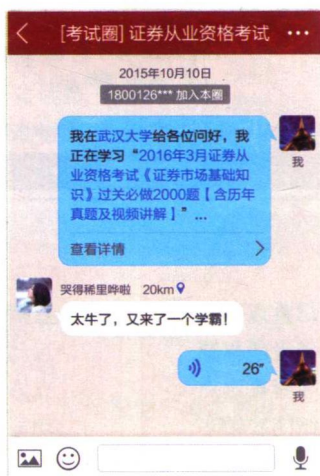 [考试圈] 证券从业资格考试
2015年10月10日
1800126*** 加入本圈
我在武汉大学给各位问好，我
正在学习“2016年3月证券从
业资格考试《证券市场基础知
识》过关必做2000题【含历年
真题及视频讲解】” ...
我
查看详情
哭得稀里哗啦 20km
太牛了，又来了一个学霸！
26"
我